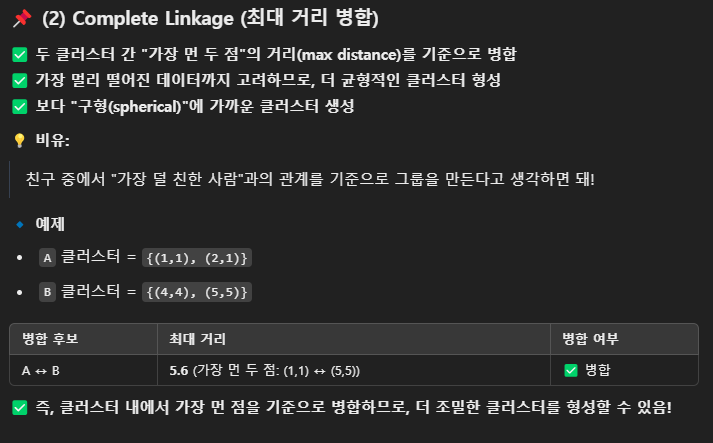 📌 (2) Complete Linkage (최대 거리 병합)
✅ 두 클러스터 간 "가장 먼 두 점"의 거리(max distance)를 기준으로 병합
✅ 가장 멀리 떨어진 데이터까지 고려하므로, 더 균형적인 클러스터 형성
✅ 보다 "구형(spherical)"에 가까운 클러스터 생성
💡 비유:
친구 중에서 "가장 덜 친한 사람"과의 관계를 기준으로 그룹을 만든다고 생각하면 돼!
🔹 예제
• A 클러스터 = {(1,1), (2,1)}
• B 클러스터 = {(4,4), (5,5)}
병합 후보 최대 거리 병합 여부
A ↔ B 5.6 (가장 먼 두 점: (1,1) ↔ (5,5)) ✅ 병합
✅ 즉, 클러스터 내에서 가장 먼 점을 기준으로 병합하므로, 더 조밀한 클러스터를 형성할 수 있음!